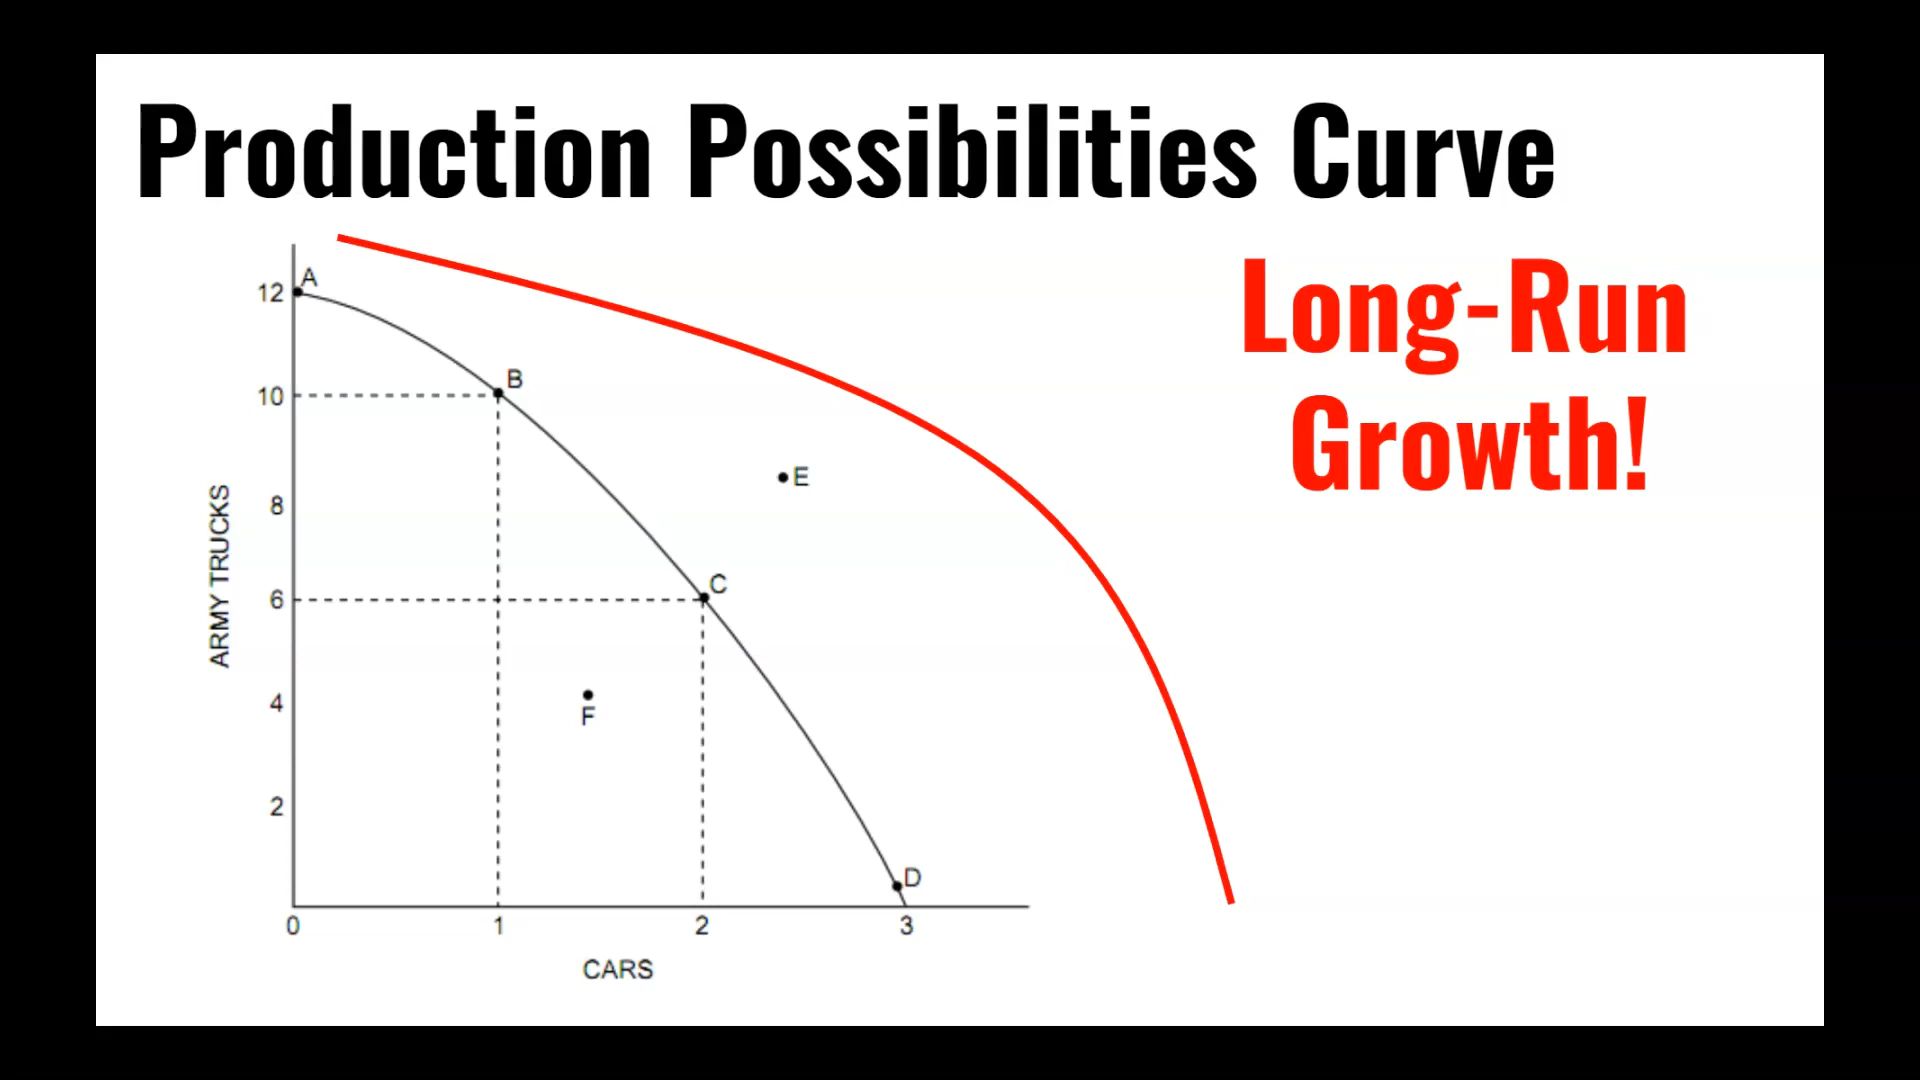 Production Possibilities Curve
Long-Run
Growth!
A
12
B
10
E
8
ARMY TRUCKS
C
6
4
F
2
D
0 1 2 3
CARS